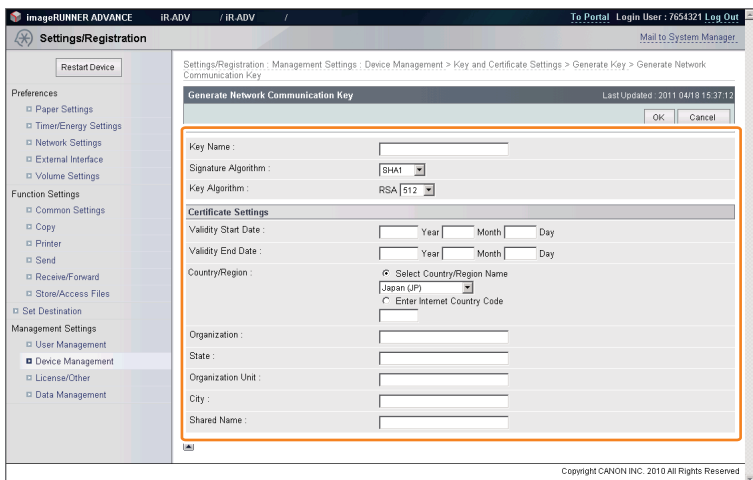 imageRUNNER ADVANCE iR-ADV / iR-ADV / To Portal Login User : 7654321 Log Out
Settings/Registration Mail to System Manager
Restart Device
Settings/Registration : Management Settings : Device Management > Key and Certificate Settings > Generate Key > Generate Network
Communication Key
Generate Network Communication Key Last Updated : 2011 04/18 15:37:12
OK Cancel
Preferences
Paper Settings
Timer/Energy Settings
Network Settings
External Interface
Volume Settings
Function Settings
Common Settings
Copy
Printer
Send
Receive/Forward
Store/Access Files
Set Destination
Management Settings
User Management
Device Management
License/Other
Data Management
Key Name :
Signature Algorithm : SHA1
Key Algorithm : RSA 512
Certificate Settings
Validity Start Date : Year Month Day
Validity End Date : Year Month Day
Country/Region : Select Country/Region Name
Japan (JP)
Enter Internet Country Code
Organization :
State :
Organization Unit :
City :
Shared Name :
Copyright CANON INC. 2010 All Rights Reserved